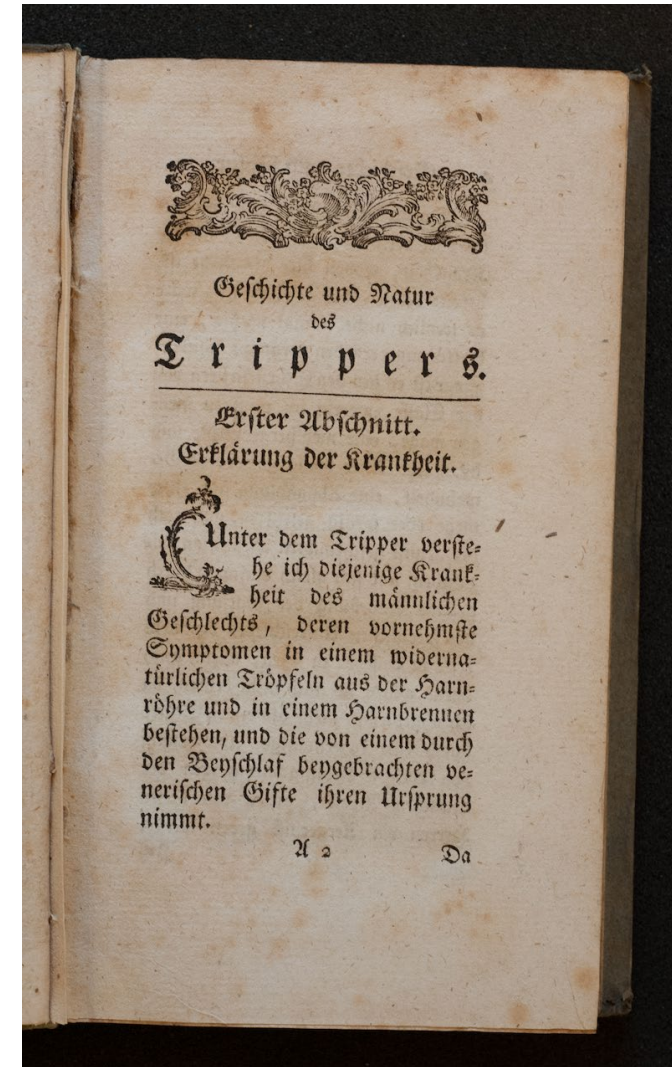 Geſchichte und Natur
des
Trippers.
Erſter Abſchnitt.
Erklärung der Krankheit.
Unter dem Tripper verſte⸗
he ich diejenige Krank⸗
heit des männlichen
Geſchlechts, deren vornehmſte
Symptomen in einem widerna⸗
türlichen Tröpfeln aus der Harn⸗
röhre und in einem Harnbrennen
beſtehen, und die von einem durch
den Beyſchlaf beygebrachten ve⸗
neriſchen Gifte ihren Urſprung
nimmt.
A 2 Da